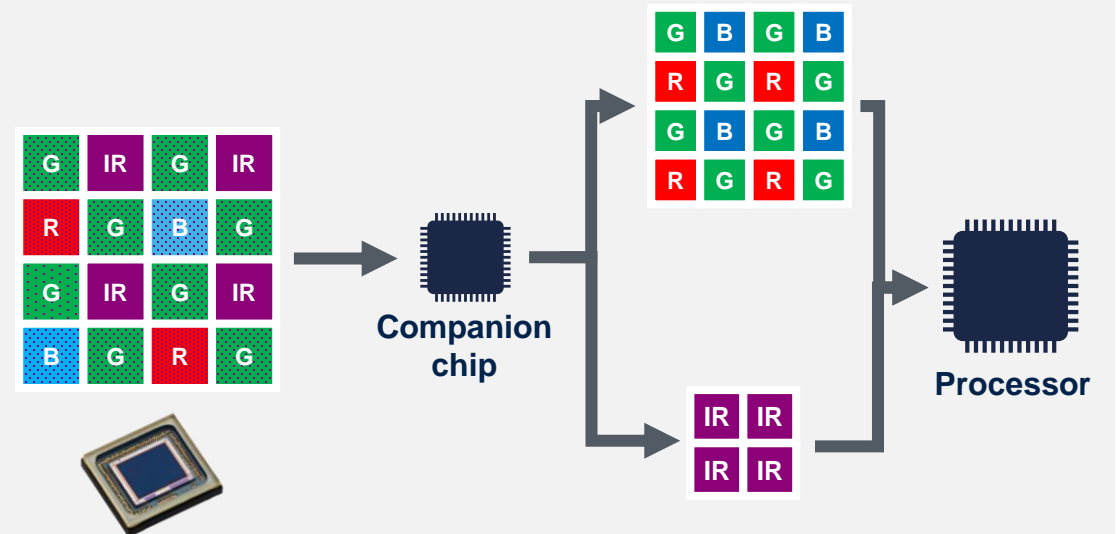 G IR G IR
R G B G
G IR G IR
B G R G
Companion
chip
G B G B
R G R G
G B G B
R G R G
IR IR
IR IR
Processor